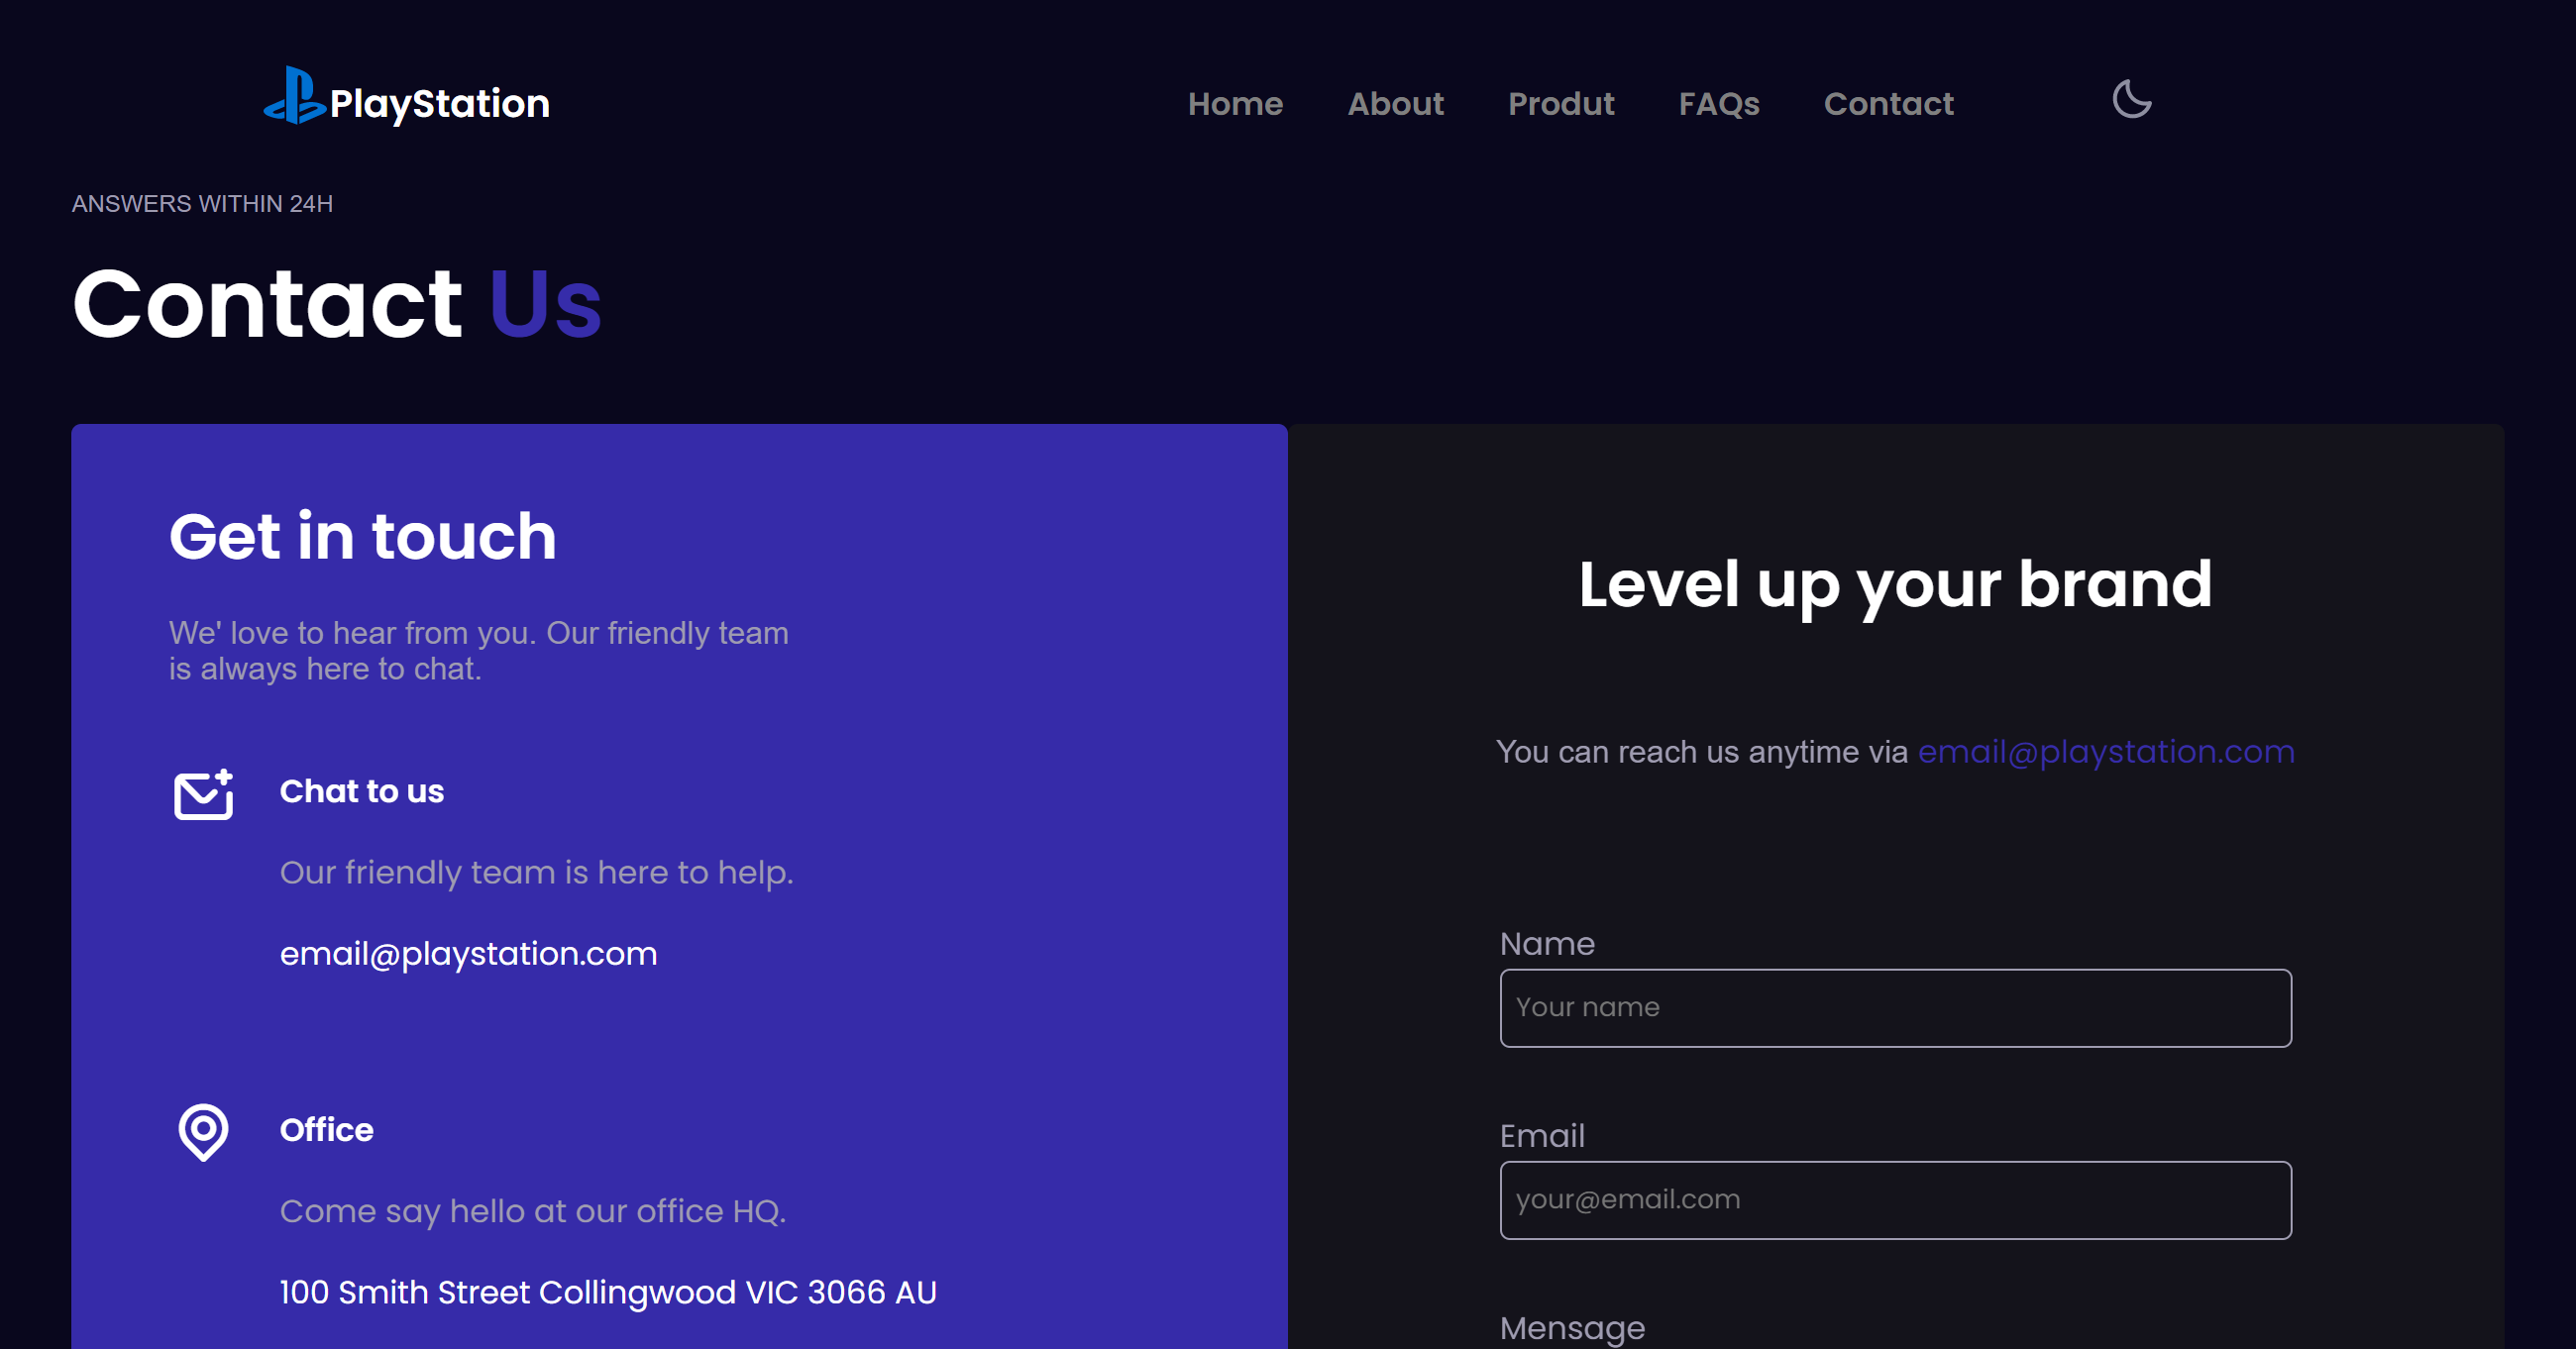 PlayStation
Home
About
Produt
FAQs
Contact
ANSWERS WITHIN 24H
Contact Us
Get in touch
We' love to hear from you. Our friendly team
is always here to chat.
Chat to us
Our friendly team is here to help.
email@playstation.com
Office
Come say hello at our office HQ.
100 Smith Street Collingwood VIC 3066 AU
Level up your brand
You can reach us anytime via email@playstation.com
Name
Your name
Email
your@email.com
Mensage